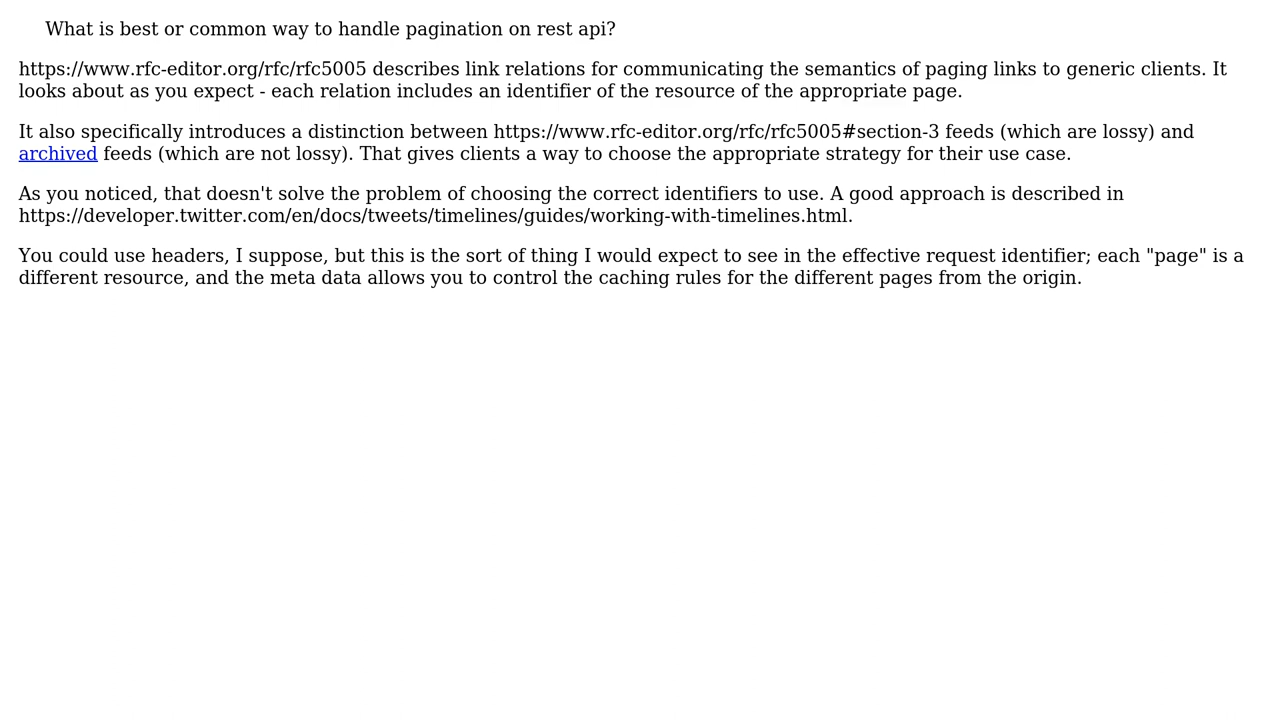 What is best or common way to handle pagination on rest api?
https://www.rfc-editor.org/rfc/rfc5005 describes link relations for communicating the semantics of paging links to generic clients. It
looks about as you expect - each relation includes an identifier of the resource of the appropriate page.
It also specifically introduces a distinction between https://www.rfc-editor.org/rfc/rfc5005#section-3 feeds (which are lossy) and
archived feeds (which are not lossy). That gives clients a way to choose the appropriate strategy for their use case.
As you noticed, that doesn't solve the problem of choosing the correct identifiers to use. A good approach is described in
https://developer.twitter.com/en/docs/tweets/timelines/guides/working-with-timelines.html.
You could use headers, I suppose, but this is the sort of thing I would expect to see in the effective request identifier; each "page" is a
different resource, and the meta data allows you to control the caching rules for the different pages from the origin.